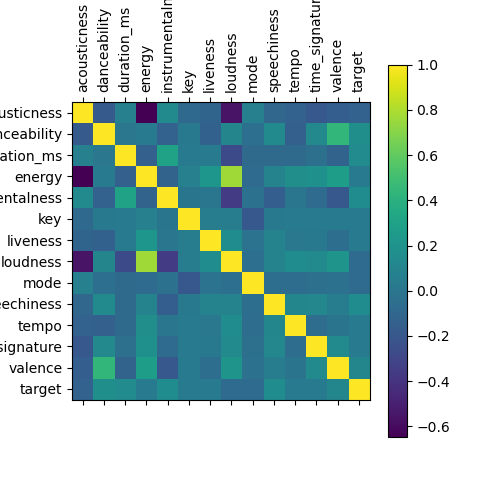 acousticness
danceability
duration_ms
energy
instrumentaln
key
liveness
loudness
mode
speechiness
tempo
time_signature
valence
target
usticness
nceability
ation_ms
energy
entalness
key
liveness
loudness
mode
eechiness
tempo
signature
valence
target
1.0
0.8
0.6
0.4
0.2
0.0
−0.2
−0.4
−0.6